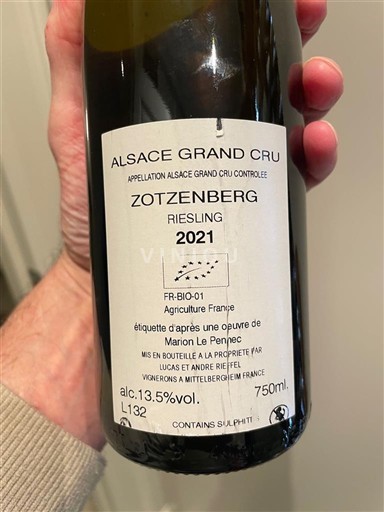 ALSACE GRAND CRU
APPELLATION ALSACE GRAND CRU CONTROLEE
ZOTZENBERG
RIESLING
2021
VINIOU
FR-BIO-01
Agriculture France
étiquette d'après une oeuvre de
Marion Le Pennec
MIS EN BOUTEILLE A LA PROPRIETE PAR
LUCAS ET ANDRE RIEFFEL
VIGNERONS A MITTELBERGHEIM FRANCE
alc.13.5%vol. 750ml.
L132
CONTAINS SULPHIT